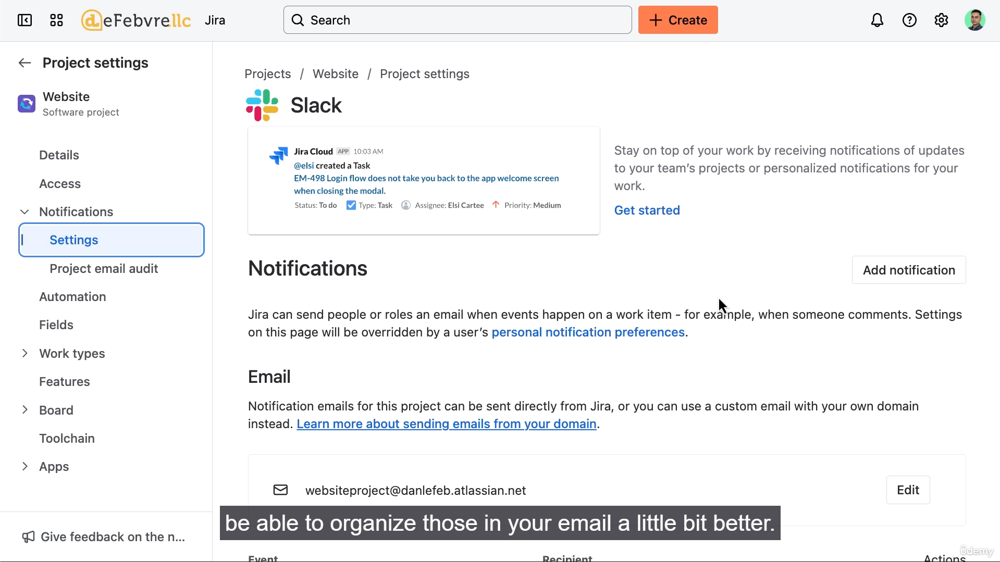 deFebvre.llc Jira
Search
Create
Project settings
Website
Software project
Details
Access
Notifications
Settings
Project email audit
Automation
Fields
Work types
Features
Board
Toolchain
Apps
Give feedback on the n...
Projects / Website / Project settings
Slack
Jira Cloud APP 10:03 AM
@elsi created a Task
EM-498 Login flow does not take you back to the app welcome screen
when closing the modal.
Status: To do Type: Task Assignee: Elsi Cartee Priority: Medium
Stay on top of your work by receiving notifications of updates
to your team's projects or personalized notifications for your
work.
Get started
Notifications
Add notification
Jira can send people or roles an email when events happen on a work item - for example, when someone comments. Settings
on this page will be overridden by a user's personal notification preferences.
Email
Notification emails for this project can be sent directly from Jira, or you can use a custom email with your own domain
instead. Learn more about sending emails from your domain.
websiteproject@danlefeb.atlassian.net
Edit
be able to organize those in your email a little bit better.
Event Recipient Actions
ûdemy